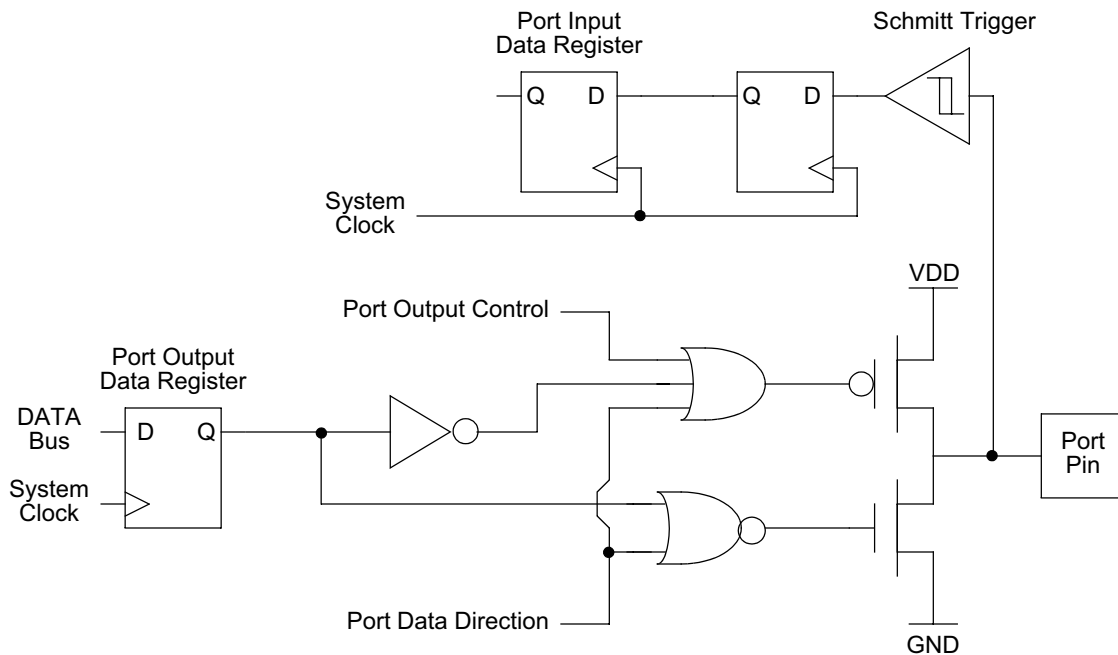 Port Input
Data Register
Schmitt Trigger
Q D
Q D
System
Clock
VDD
Port Output Control
Port Output
Data Register
DATA
Bus
D Q
System
Clock
Port
Pin
Port Data Direction
GND